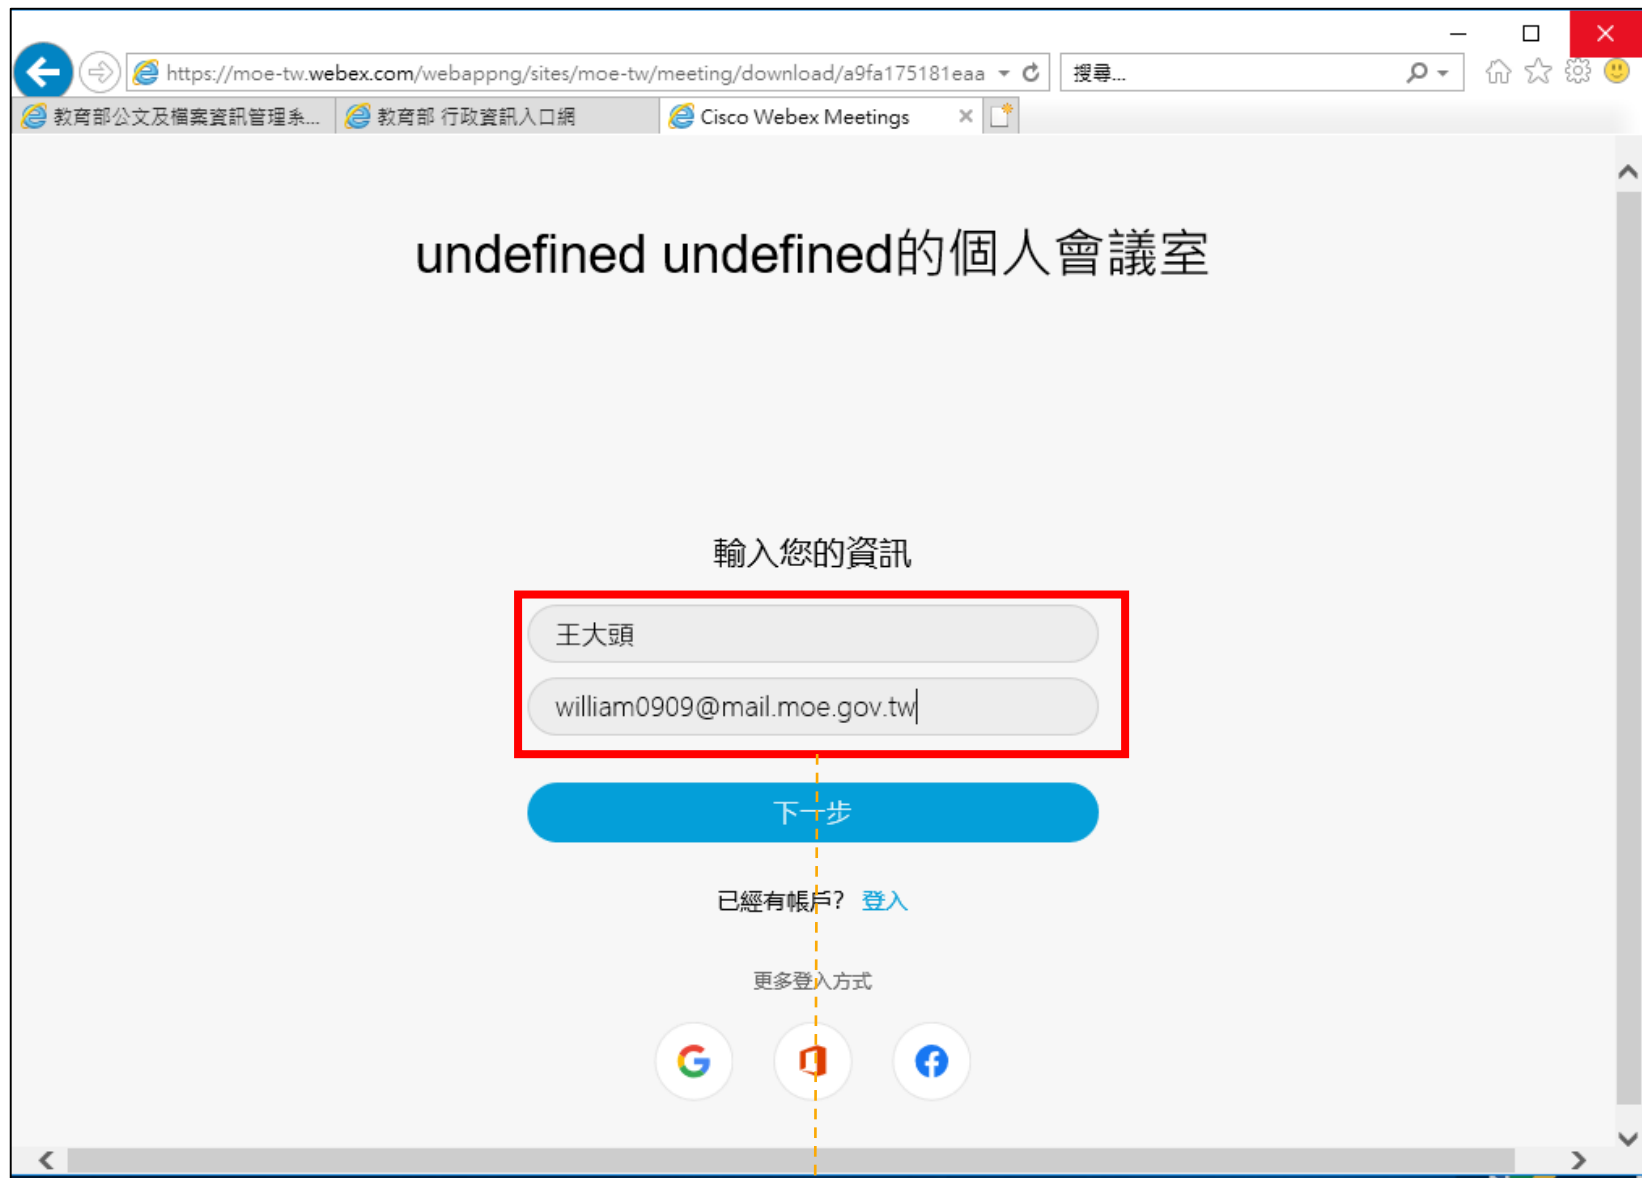 https://moe-tw.webex.com/webappng/sites/moe-tw/meeting/download/a9fa175181eaa
搜尋...
教育部公文及檔案資訊管理系...
教育部 行政資訊入口網
Cisco Webex Meetings
undefined undefined的個人會議室
輸入您的資訊
王大頭
william0909@mail.moe.gov.tw
下一步
已經有帳戶? 登入
更多登入方式